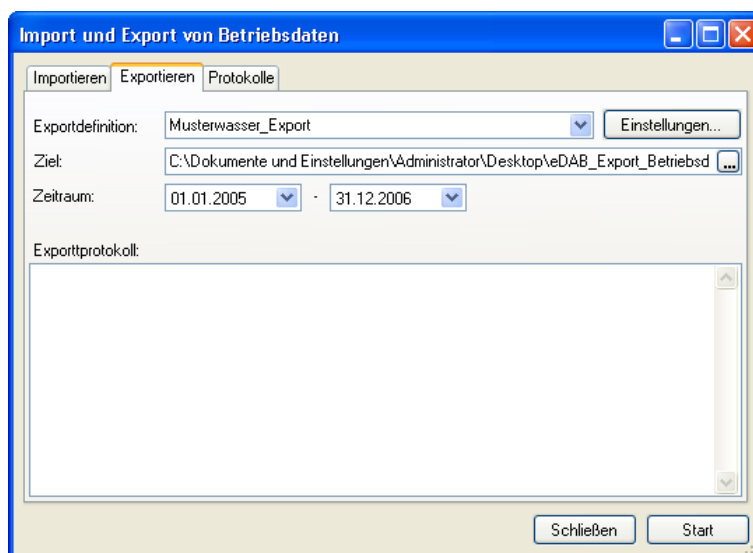 Import und Export von Betriebsdaten
Importieren Exportieren Protokolle
Exportdefinition: Musterwasser_Export Einstellungen...
Ziel: C:\Dokumente und Einstellungen\Administrator\Desktop\eDAB_Export_Betriebsd ...
Zeitraum: 01.01.2005 - 31.12.2006
Exporttprotokoll:
Schließen Start